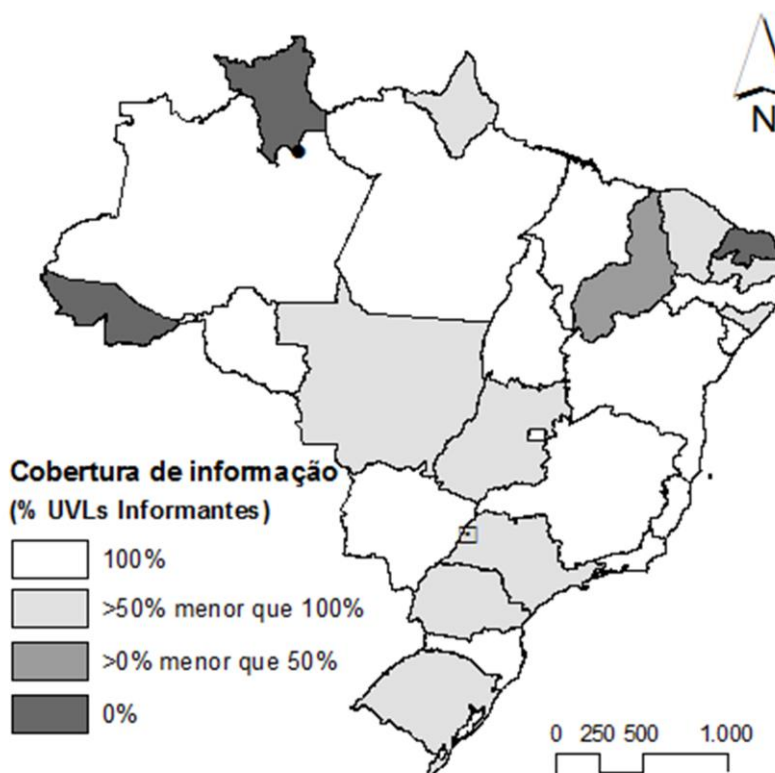 N
Cobertura de informação
(% UVLs Informantes)
100%
>50% menor que 100%
>0% menor que 50%
0%
0 250 500 1.000